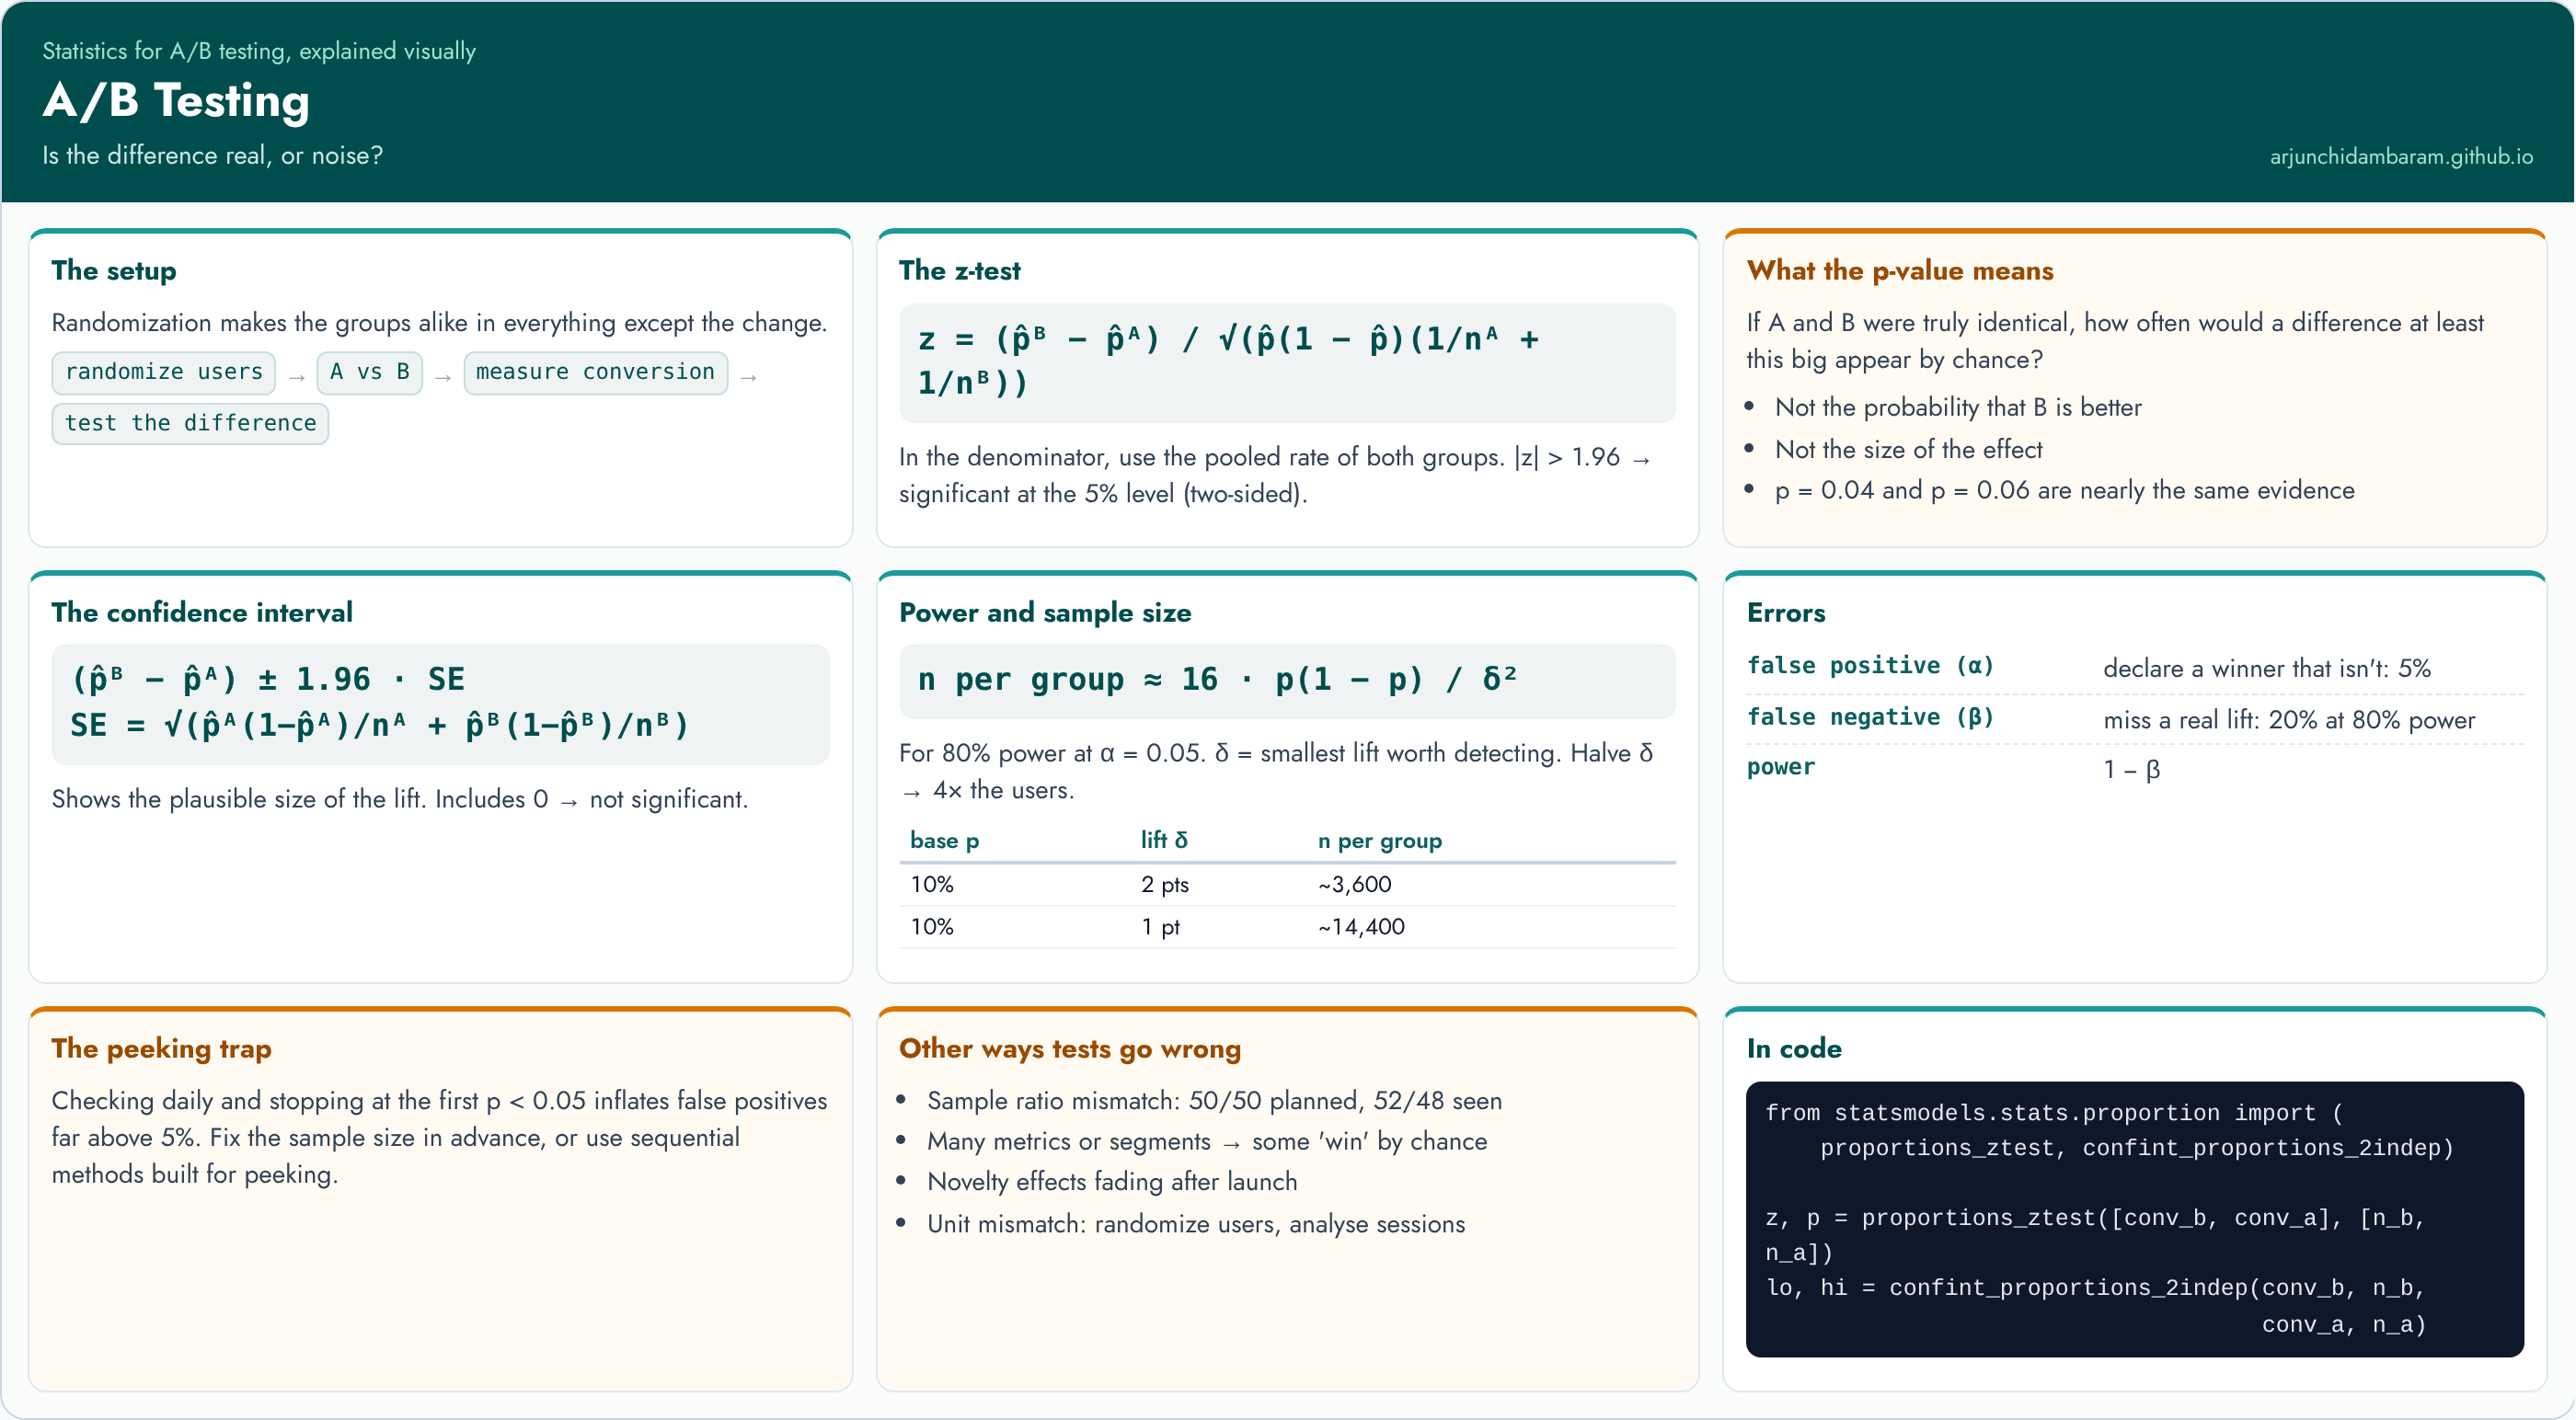 Statistics for A/B testing, explained visually
A/B Testing
Is the difference real, or noise?
arjunchidambaram.github.io
The setup
Randomization makes the groups alike in everything except the change.
randomize users → A vs B → measure conversion →
test the difference
The z-test
z = (p̂ᴮ − p̂ᴬ) / √(p̂(1 − p̂)(1/nᴬ +
1/nᴮ))
In the denominator, use the pooled rate of both groups. |z| > 1.96 →
significant at the 5% level (two-sided).
What the p-value means
If A and B were truly identical, how often would a difference at least
this big appear by chance?
• Not the probability that B is better
• Not the size of the effect
• p = 0.04 and p = 0.06 are nearly the same evidence
The confidence interval
(p̂ᴮ − p̂ᴬ) ± 1.96 · SE
SE = √(p̂ᴬ(1−p̂ᴬ)/nᴬ + p̂ᴮ(1−p̂ᴮ)/nᴮ)
Shows the plausible size of the lift. Includes 0 → not significant.
Power and sample size
n per group ≈ 16 · p(1 − p) / δ²
For 80% power at α = 0.05. δ = smallest lift worth detecting. Halve δ
→ 4× the users.
base p lift δ n per group
10% 2 pts ~3,600
10% 1 pt ~14,400
Errors
false positive (α) declare a winner that isn't: 5%
false negative (β) miss a real lift: 20% at 80% power
power 1 − β
The peeking trap
Checking daily and stopping at the first p < 0.05 inflates false positives
far above 5%. Fix the sample size in advance, or use sequential
methods built for peeking.
Other ways tests go wrong
• Sample ratio mismatch: 50/50 planned, 52/48 seen
• Many metrics or segments → some 'win' by chance
• Novelty effects fading after launch
• Unit mismatch: randomize users, analyse sessions
In code
from statsmodels.stats.proportion import (
    proportions_ztest, confint_proportions_2indep)
z, p = proportions_ztest([conv_b, conv_a], [n_b,
n_a])
lo, hi = confint_proportions_2indep(conv_b, n_b,
                                    conv_a, n_a)